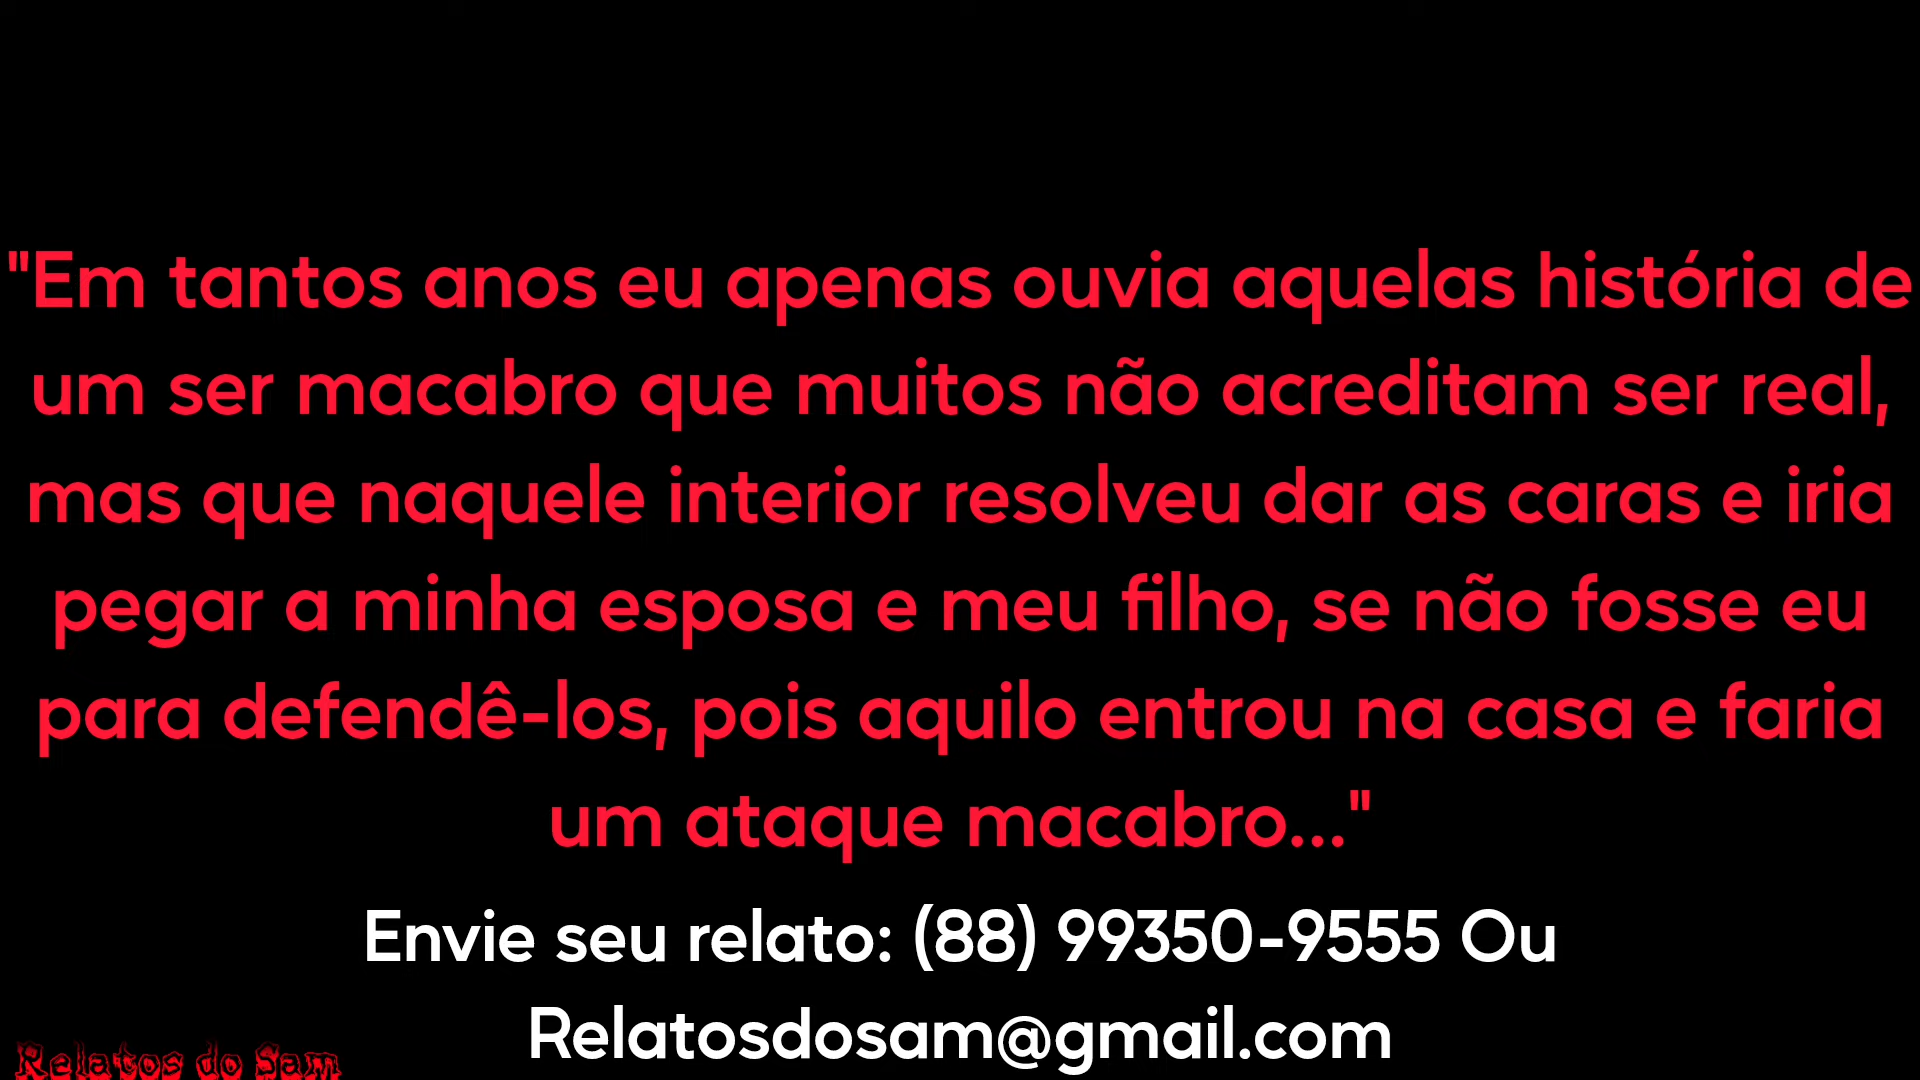 "Em tantos anos eu apenas ouvia aquelas história de
um ser macabro que muitos não acreditam ser real,
mas que naquele interior resolveu dar as caras e iria
pegar a minha esposa e meu filho, se não fosse eu
para defendê-los, pois aquilo entrou na casa e faria
um ataque macabro..."
Envie seu relato: (88) 99350-9555 Ou
Relatosdosam@gmail.com
Relatos do Sam